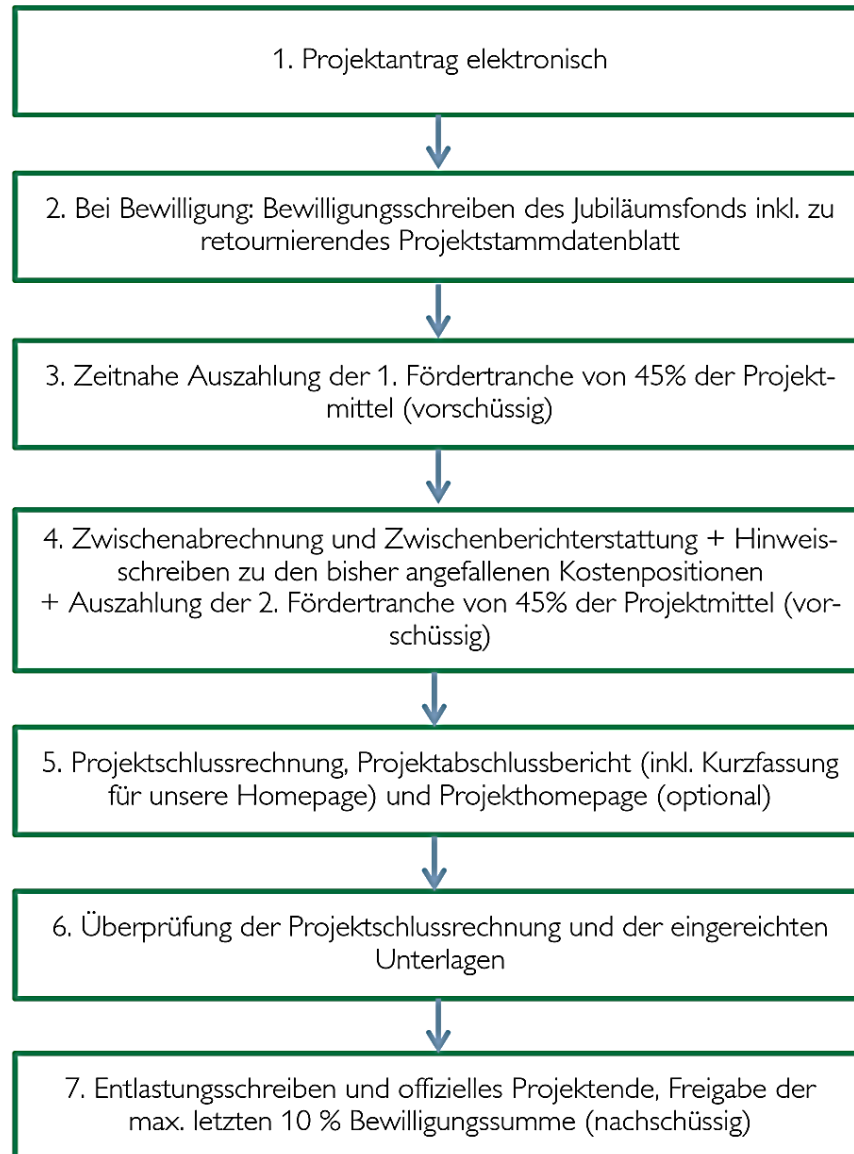 1. Projektantrag elektronisch
2. Bei Bewilligung: Bewilligungsschreiben des Jubiläumsfonds inkl. zu
retournierendes Projektstammdatenblatt
3. Zeitnahe Auszahlung der 1. Fördertranche von 45% der Projekt-
mittel (vorschüssig)
4. Zwischenabrechnung und Zwischenberichterstattung + Hinweis-
schreiben zu den bisher angefallenen Kostenpositionen
+ Auszahlung der 2. Fördertranche von 45% der Projektmittel (vor-
schüssig)
5. Projektschlussrechnung, Projektabschlussbericht (inkl. Kurzfassung
für unsere Homepage) und Projekthomepage (optional)
6. Überprüfung der Projektschlussrechnung und der eingereichten
Unterlagen
7. Entlastungsschreiben und offizielles Projektende, Freigabe der
max. letzten 10 % Bewilligungssumme (nachschüssig)